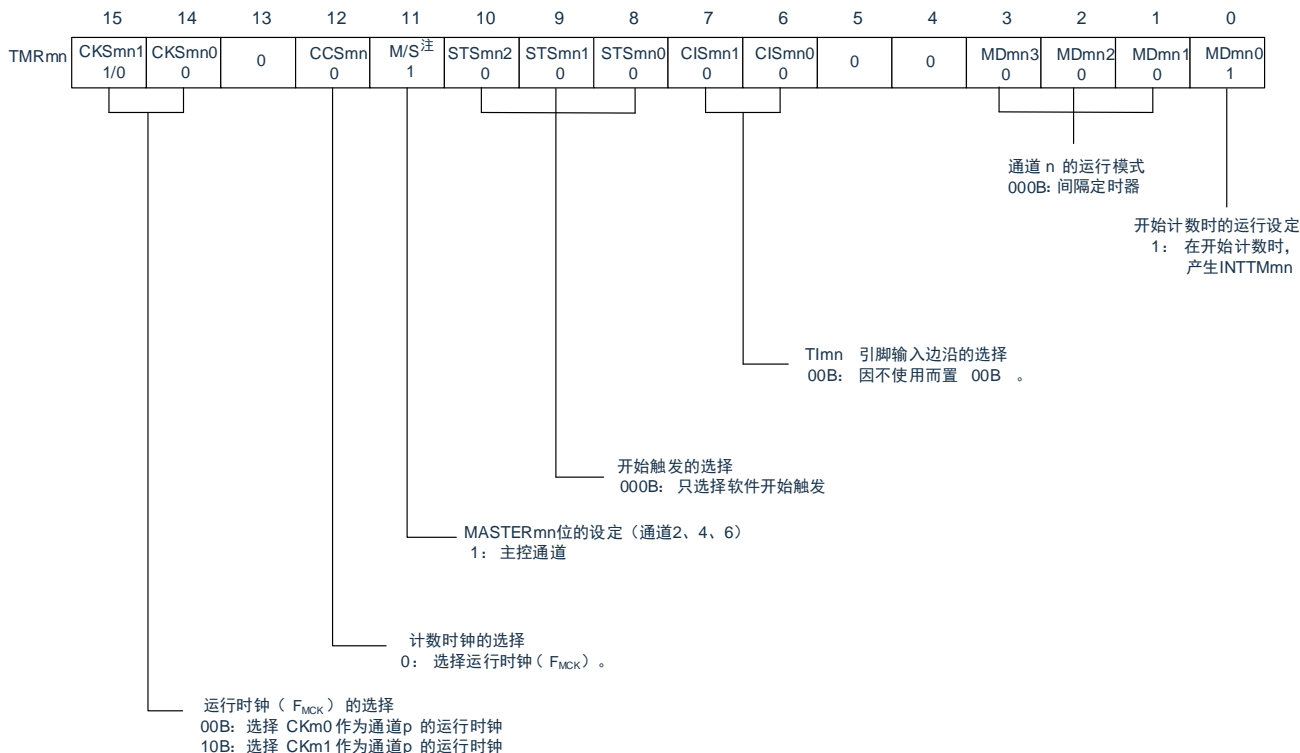 15 14 13 12 11 10 9 8 7 6 5 4 3 2 1 0
TMRmn CKSmn1 CKSmn0 0 CCSmn M/S注 STSmn2 STSmn1 STSmn0 CISmn1 CISmn0 0 0 MDmn3 MDmn2 MDmn1 MDmn0
1/0 0 0 1 0 0 0 0 0 0 0 0 1
通道 n 的运行模式
000B: 间隔定时器
开始计数时的运行设定
1: 在开始计数时,
产生INTTMmn
TImn 引脚输入边沿的选择
00B: 因不使用而置 00B 。
开始触发的选择
000B: 只选择软件开始触发
MASTERmn位的设定（通道2、4、6）
1: 主控通道
计数时钟的选择
0: 选择运行时钟（ FMCK）。
运行时钟（ FMCK）的选择
00B: 选择 CKm0 作为通道p 的运行时钟
10B: 选择 CKm1 作为通道p 的运行时钟